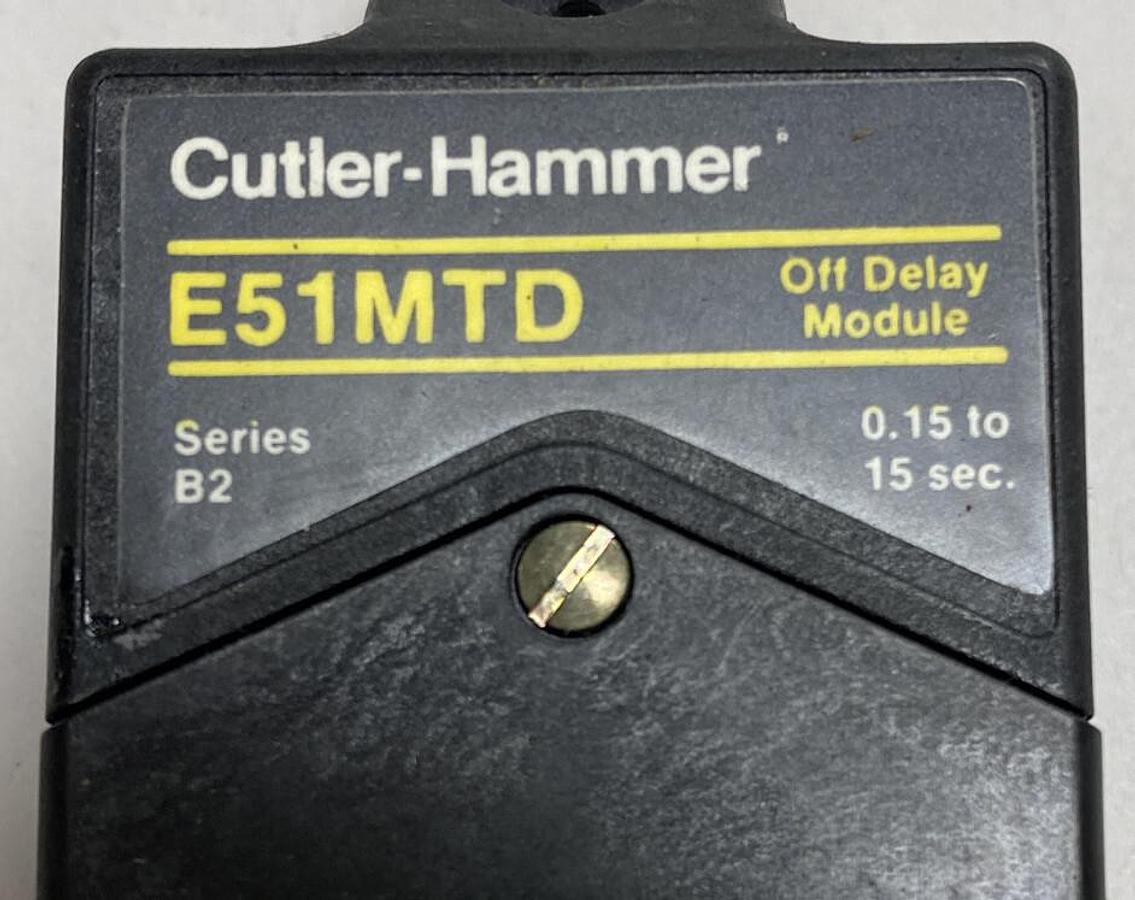 Cutler-Hammer®
E51MTD
Off Delay
Module
Series
B2
0.15 to
15 sec.